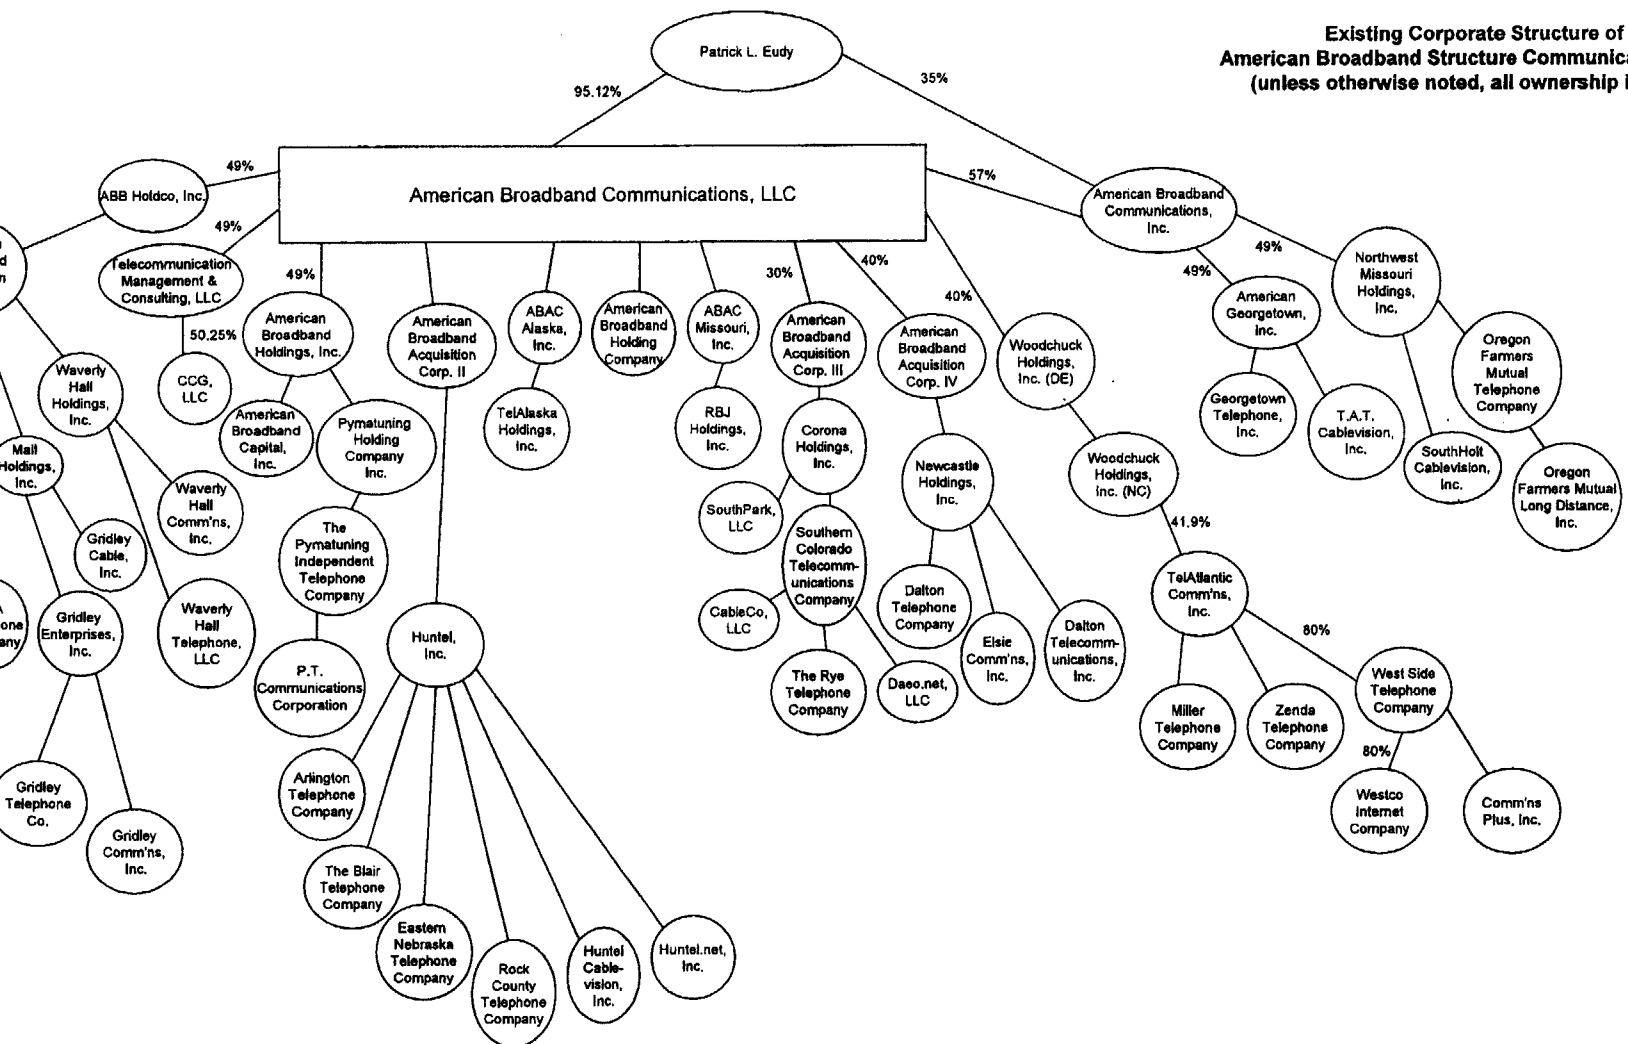 Existing Corporate Structure of
American Broadband Structure Communica
(unless otherwise noted, all ownership i
Patrick L. Eudy
95.12%
35%
American Broadband Communications, LLC
49%
ABB Holdco, Inc.
49%
Telecommunication
Management &
Consulting, LLC
50.25%
CCG,
LLC
49%
American
Broadband
Holdings, Inc.
American
Broadband
Capital,
Inc.
Pymatuning
Holding
Company
Inc.
The
Pymatuning
Independent
Telephone
Company
P.T.
Communications
Corporation
American
Broadband
Acquisition
Corp. II
Huntel,
Inc.
Arlington
Telephone
Company
The Blair
Telephone
Company
Eastern
Nebraska
Telephone
Company
Rock
County
Telephone
Company
Huntel
Cable-
vision,
Inc.
Huntel.net,
Inc.
ABAC
Alaska,
Inc.
TelAlaska
Holdings,
Inc.
American
Broadband
Holding
Company
ABAC
Missouri,
Inc.
RBJ
Holdings,
Inc.
30%
American
Broadband
Acquisition
Corp. III
Corona
Holdings,
Inc.
SouthPark,
LLC
Southern
Colorado
Telecomm-
unications
Company
CableCo,
LLC
The Rye
Telephone
Company
Daeo.net,
LLC
40%
American
Broadband
Acquisition
Corp. IV
Newcastle
Holdings,
Inc.
Dalton
Telephone
Company
Elsie
Comm'ns,
Inc.
Dalton
Telecomm-
unications,
Inc.
40%
Woodchuck
Holdings,
Inc. (DE)
Woodchuck
Holdings,
Inc. (NC)
41.9%
TelAtlantic
Comm'ns,
Inc.
Miller
Telephone
Company
Zenda
Telephone
Company
80%
West Side
Telephone
Company
80%
Westco
Internet
Company
Comm'ns
Plus, Inc.
57%
American Broadband
Communications,
Inc.
49%
American
Georgetown,
Inc.
Georgetown
Telephone,
Inc.
T.A.T.
Cablevision,
Inc.
49%
Northwest
Missouri
Holdings,
Inc.
SouthHolt
Cablevision,
Inc.
Oregon
Farmers
Mutual
Telephone
Company
Oregon
Farmers Mutual
Long Distance,
Inc.
Waverly
Hall
Holdings,
Inc.
Waverly
Hall
Comm'ns,
Inc.
Waverly
Hall
Telephone,
LLC
Mall
Holdings,
Inc.
Gridley
Cable,
Inc.
Gridley
Enterprises,
Inc.
Gridley
Telephone
Co.
Gridley
Comm'ns,
Inc.